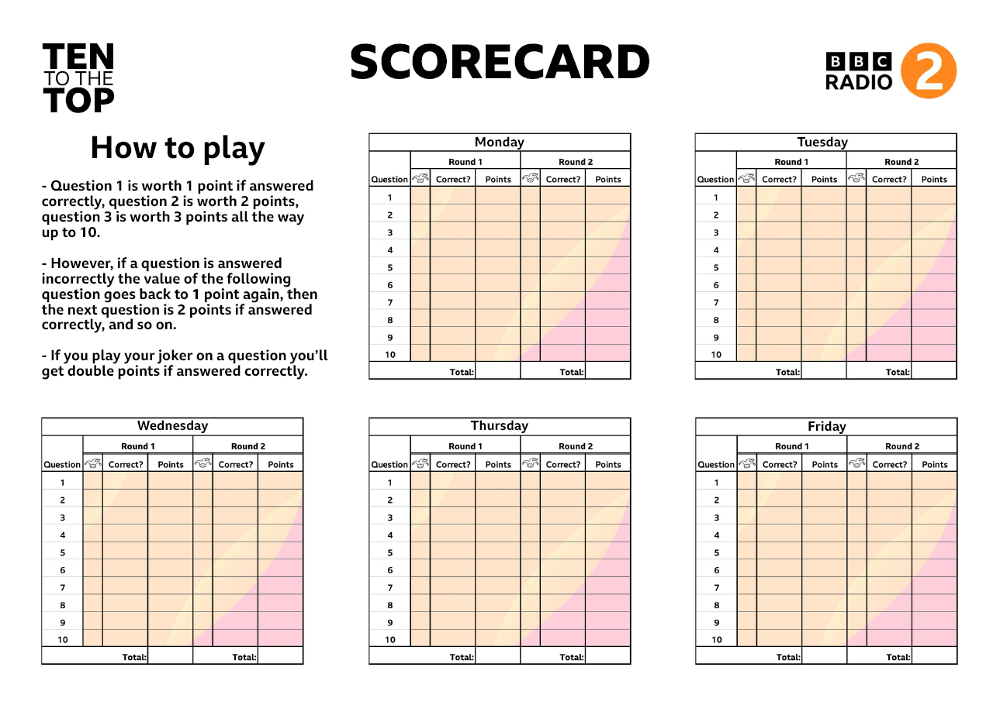 TEN
TO THE
TOP
SCORECARD
BBC
RADIO
2
How to play
- Question 1 is worth 1 point if answered
correctly, question 2 is worth 2 points,
question 3 is worth 3 points all the way
up to 10.
- However, if a question is answered
incorrectly the value of the following
question goes back to 1 point again, then
the next question is 2 points if answered
correctly, and so on.
- If you play your joker on a question you'll
get double points if answered correctly.
Monday
Round 1 Round 2
Question Correct? Points Correct? Points
1
2
3
4
5
6
7
8
9
10
Total: Total:
Tuesday
Round 1 Round 2
Question Correct? Points Correct? Points
1
2
3
4
5
6
7
8
9
10
Total: Total:
Wednesday
Round 1 Round 2
Question Correct? Points Correct? Points
1
2
3
4
5
6
7
8
9
10
Total: Total:
Thursday
Round 1 Round 2
Question Correct? Points Correct? Points
1
2
3
4
5
6
7
8
9
10
Total: Total:
Friday
Round 1 Round 2
Question Correct? Points Correct? Points
1
2
3
4
5
6
7
8
9
10
Total: Total: